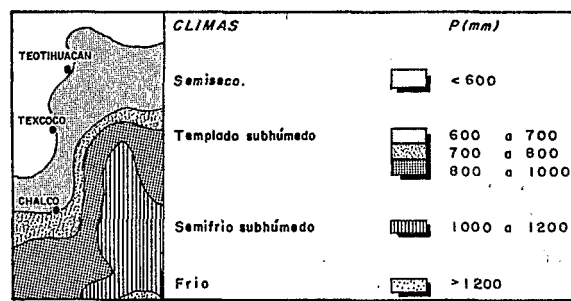 CLIMAS P(mm)
TEOTIHUACAN
Semiseco. < 600
TEXCOCO
Templado subhúmedo 600 a 700
700 a 800
800 a 1000
CHALCO
Semifrio subhúmedo 1000 a 1200
Frio >1200